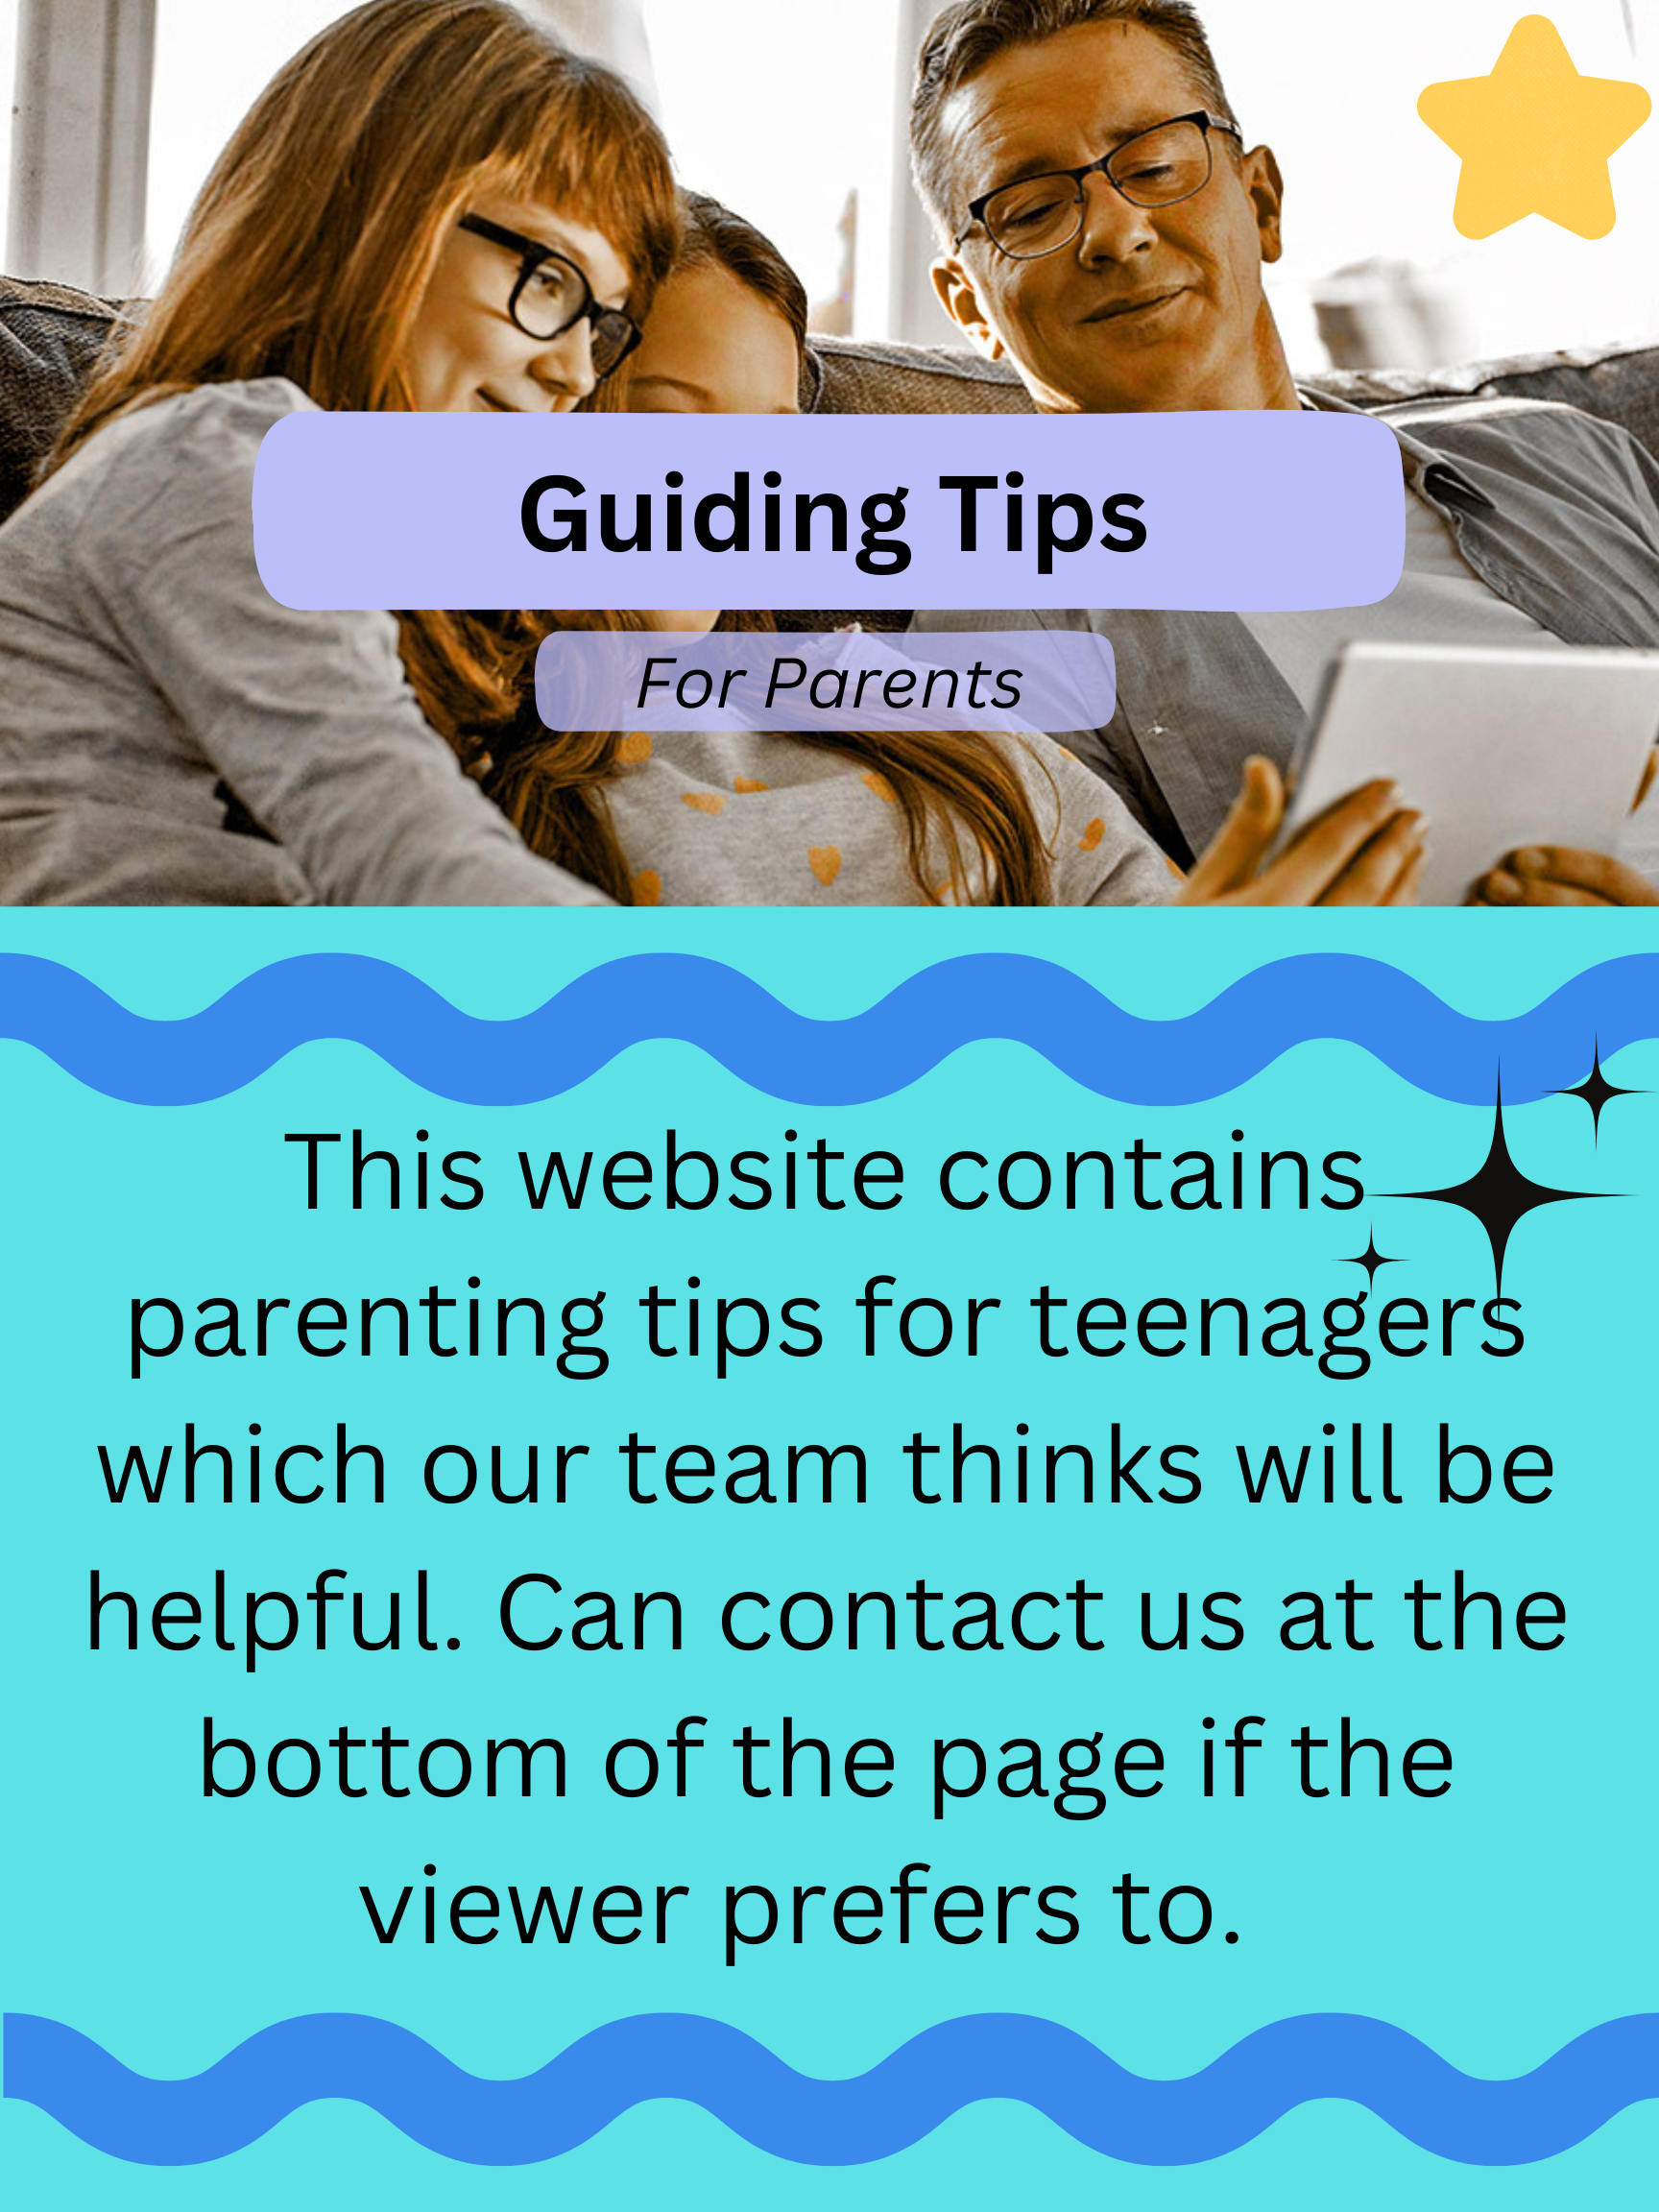 Guiding Tips
For Parents
This website contains
parenting tips for teenagers
which our team thinks will be
helpful. Can contact us at the
bottom of the page if the
viewer prefers to.